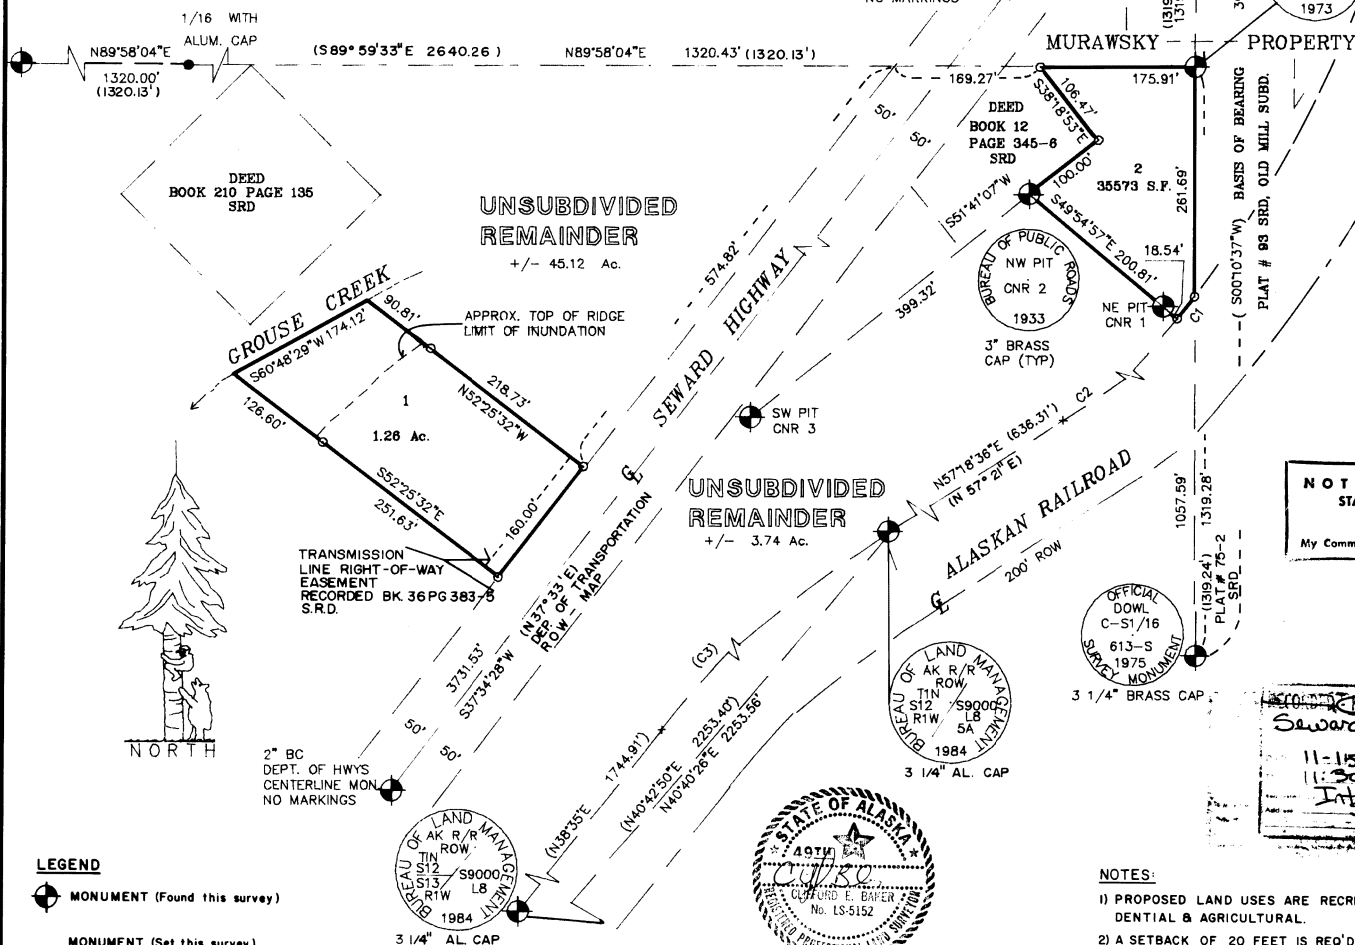 1/16 WITH
ALUM. CAP
N89°58'04"E
1320.00'
(1320.13')
(S89°59'33"E 2640.26)
N89°58'04"E
1320.43' (1320.13')
NO MARKINGS
1973
MURAWSKY
PROPERTY
169.27'
175.91'
106.47'
S38°18'53"E
DEED
BOOK 12
PAGE 345-6
SRD
100.00'
2
35573 S.F.
261.69'
(S00°10'37"W) BASIS OF BEARING
PLAT # 93 SRD, OLD MILL SUBD.
50'
50'
DEED
BOOK 210 PAGE 135
SRD
UNSUBDIVIDED
REMAINDER
+/- 45.12 Ac.
S51°41'07"W
S49°54'57"E 200.81'
18.54'
BUREAU OF PUBLIC ROADS
NW PIT
CNR 2
1933
3" BRASS
CAP (TYP)
NE PIT
CNR 1
C1
574.82'
SEWARD HIGHWAY
399.32'
GROUSE CREEK
S60°48'29"W 174.12'
90.81'
APPROX. TOP OF RIDGE
LIMIT OF INUNDATION
218.73'
N52°25'32"W
126.60'
1
1.26 Ac.
S52°25'32"E
251.63'
160.00'
SW PIT
CNR 3
C2
N57°18'36"E (636.31')
(N 57°21'E)
UNSUBDIVIDED
REMAINDER
+/- 3.74 Ac.
ALASKAN RAILROAD
200' ROW
1057.59'
1319.28'
(1319.24')
PLAT # 75-2
SRD
TRANSMISSION
LINE RIGHT-OF-WAY
EASEMENT
RECORDED BK. 36 PG 383-5
S.R.D.
(N37°33'E)
DEP. OF TRANSPORTATION
ROW - MAP
3731.53'
S37°34'28"W
50'
50'
OFFICIAL
DOWL
C-S1/16
613-S
1975
SURVEY MONUMENT
3 1/4" BRASS CAP
(C3)
BUREAU OF LAND MANAGEMENT
AK R/R
ROW
T1N
S12
R1W
S9000
L8
5A
1984
3 1/4" AL. CAP
NORTH
2" BC
DEPT. OF HWYS
CENTERLINE MON
NO MARKINGS
(N38°35'E 1744.91')
(N40°42'50"E 2253.40')
N40°40'26"E 2253.56'
BUREAU OF LAND MANAGEMENT
AK R/R
ROW
T1N
S12
S13
R1W
S9000
L8
1984
3 1/4" AL. CAP
STATE OF ALASKA
49TH
CLIFFORD E. BAKER
No. LS-5152
LEGEND
MONUMENT (Found this survey)
MONUMENT (Set this survey)
NOT
STA
My Comm
RECORDED
Sewar
NOTES:
1) PROPOSED LAND USES ARE RECRE
DENTIAL & AGRICULTURAL.
2) A SETBACK OF 20 FEET IS REQ'D